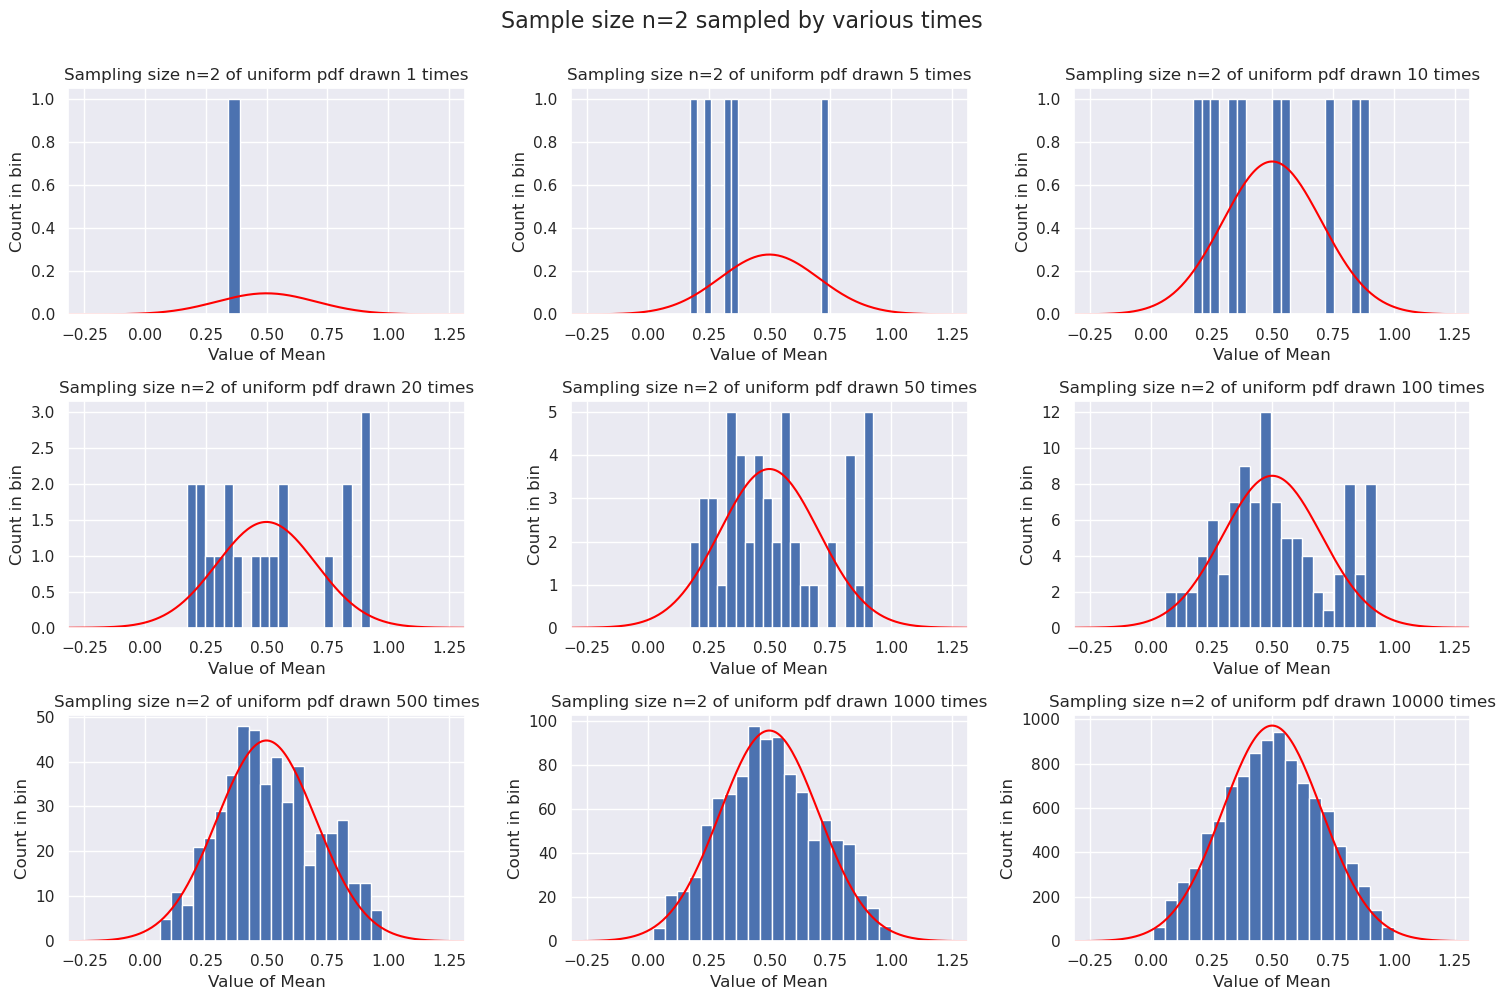 Sample size n=2 sampled by various times
Sampling size n=2 of uniform pdf drawn 1 times
Count in bin
1.0
0.8
0.6
0.4
0.2
0.0
−0.25 0.00 0.25 0.50 0.75 1.00 1.25
Value of Mean
Sampling size n=2 of uniform pdf drawn 5 times
Count in bin
1.0
0.8
0.6
0.4
0.2
0.0
−0.25 0.00 0.25 0.50 0.75 1.00 1.25
Value of Mean
Sampling size n=2 of uniform pdf drawn 10 times
Count in bin
1.0
0.8
0.6
0.4
0.2
0.0
−0.25 0.00 0.25 0.50 0.75 1.00 1.25
Value of Mean
Sampling size n=2 of uniform pdf drawn 20 times
Count in bin
3.0
2.5
2.0
1.5
1.0
0.5
0.0
−0.25 0.00 0.25 0.50 0.75 1.00 1.25
Value of Mean
Sampling size n=2 of uniform pdf drawn 50 times
Count in bin
5
4
3
2
1
0
−0.25 0.00 0.25 0.50 0.75 1.00 1.25
Value of Mean
Sampling size n=2 of uniform pdf drawn 100 times
Count in bin
12
10
8
6
4
2
0
−0.25 0.00 0.25 0.50 0.75 1.00 1.25
Value of Mean
Sampling size n=2 of uniform pdf drawn 500 times
Count in bin
50
40
30
20
10
0
−0.25 0.00 0.25 0.50 0.75 1.00 1.25
Value of Mean
Sampling size n=2 of uniform pdf drawn 1000 times
Count in bin
100
80
60
40
20
0
−0.25 0.00 0.25 0.50 0.75 1.00 1.25
Value of Mean
Sampling size n=2 of uniform pdf drawn 10000 times
Count in bin
1000
800
600
400
200
0
−0.25 0.00 0.25 0.50 0.75 1.00 1.25
Value of Mean